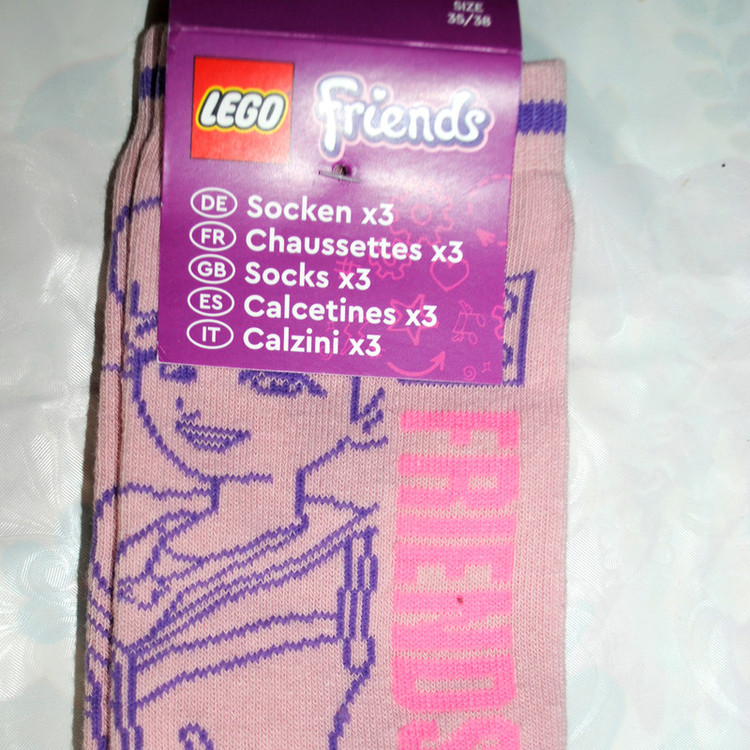 SIZE
35/38
LEGO Friends
DE Socken x3
FR Chaussettes x3
GB Socks x3
ES Calcetines x3
IT Calzini x3
FRIENDS